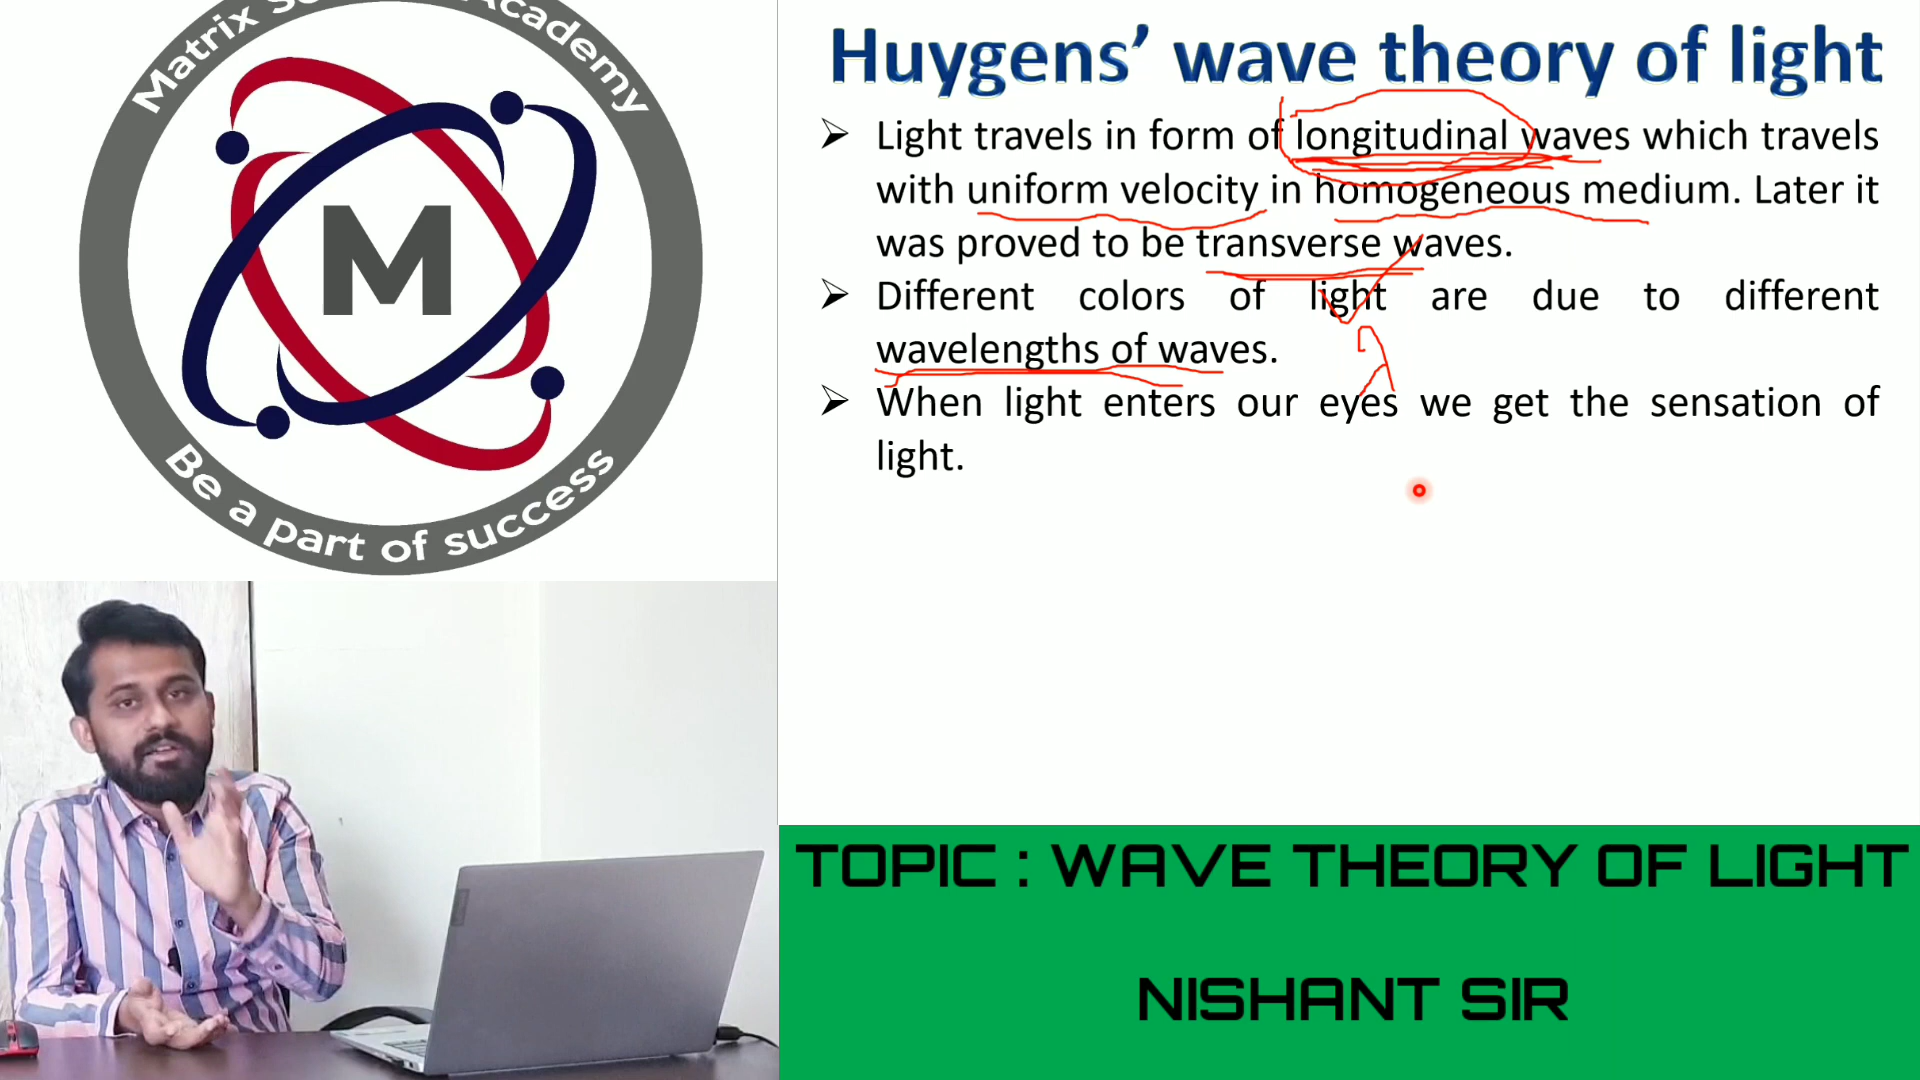 Matrix Academy
M
Be a part of success
Huygens’ wave theory of light
➢ Light travels in form of longitudinal waves which travels
with uniform velocity in homogeneous medium. Later it
was proved to be transverse waves.
➢ Different colors of light are due to different
wavelengths of waves.
λ
➢ When light enters our eyes we get the sensation of
light.
TOPIC : WAVE THEORY OF LIGHT
NISHANT SIR